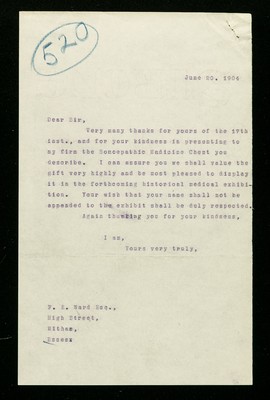 520
June 20. 1904
Dear Sir,
Very many thanks for yours of the 17th
inst., and for your kindness in presenting to
my firm the Homoepathic Medicine Chest you
describe. I can assure you we shall value the
gift very highly and be most pleased to display
it in the forthcoming historical medical exhibi-
tion. Your wish that your name shall not be
appended to the exhibit shall be duly respected.
Again thanking you for your kindness,
I am,
Yours very truly,
Ward Esq.,
High Street,
Witham,
Essex